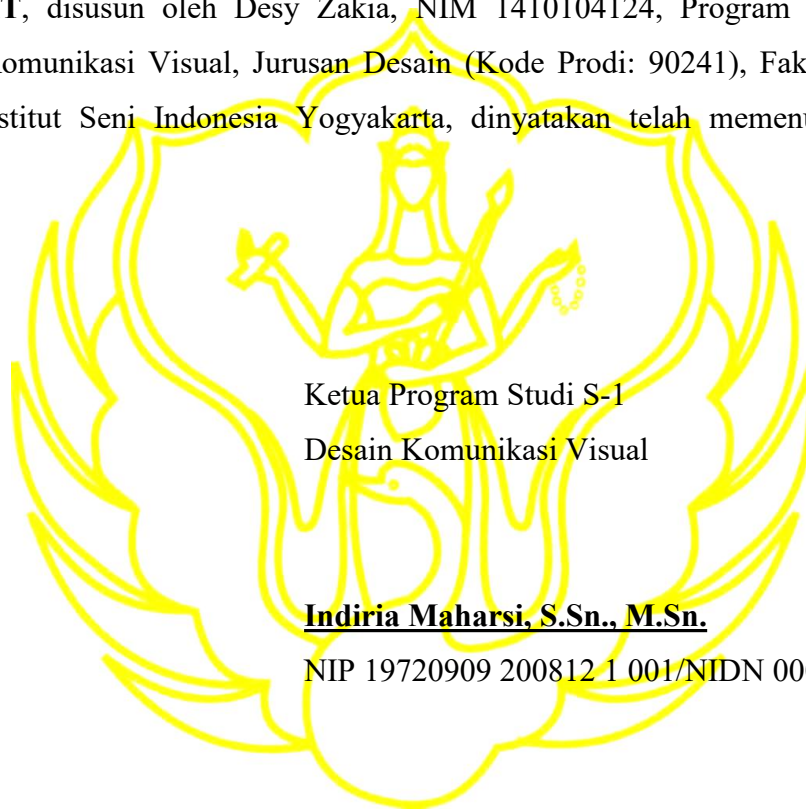 T, disusun oleh Desy Zakia, NIM 1410104124, Program
omunikasi Visual, Jurusan Desain (Kode Prodi: 90241), Fak
stitut Seni Indonesia Yogyakarta, dinyatakan telah memenu
Ketua Program Studi S-1
Desain Komunikasi Visual
Indiria Maharsi, S.Sn., M.Sn.
NIP 19720909 200812 1 001/NIDN 00